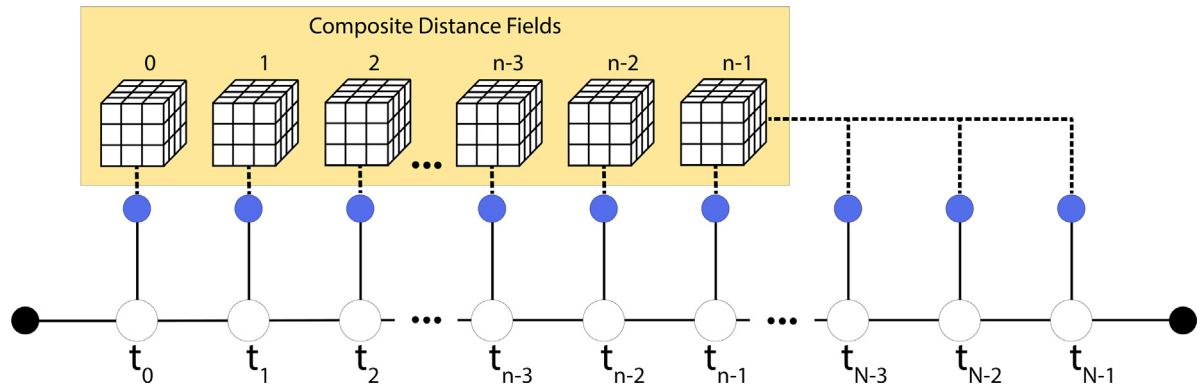 Composite Distance Fields
0 1 2 n-3 n-2 n-1
... 
... ...
t0 t1 t2 tn-3 tn-2 tn-1 tN-3 tN-2 tN-1